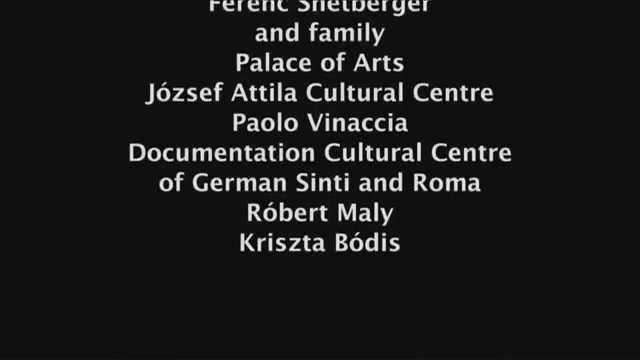 Ferenc Snétberger
and family
Palace of Arts
József Attila Cultural Centre
Paolo Vinaccia
Documentation Cultural Centre
of German Sinti and Roma
Róbert Maly
Kriszta Bódis